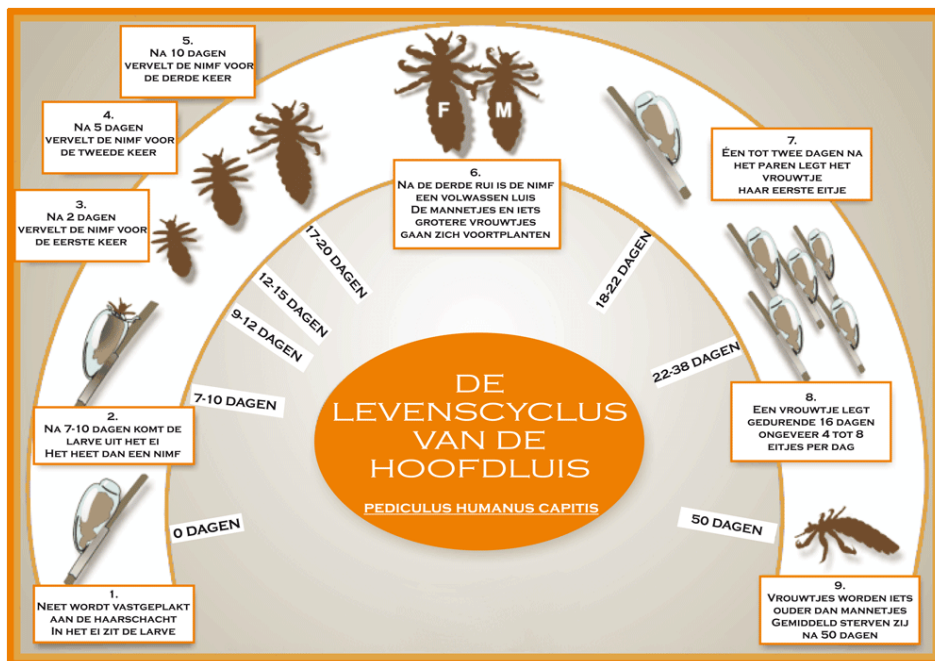 DE
LEVENSCYCLUS
VAN DE
HOOFDLUIS
PEDICULUS HUMANUS CAPITIS
1.
NEET WORDT VASTGEPLAKT
AAN DE HAARSCHACHT
IN HET EI ZIT DE LARVE
0 DAGEN
2.
NA 7-10 DAGEN KOMT DE
LARVE UIT HET EI
HET HEET DAN EEN NIMF
7-10 DAGEN
3.
NA 2 DAGEN
VERVELT DE NIMF VOOR
DE EERSTE KEER
9-12 DAGEN
4.
NA 5 DAGEN
VERVELT DE NIMF VOOR
DE TWEEDE KEER
12-15 DAGEN
5.
NA 10 DAGEN
VERVELT DE NIMF VOOR
DE DERDE KEER
17-20 DAGEN
F
M
6.
NA DE DERDE RUI IS DE NIMF
EEN VOLWASSEN LUIS
DE MANNETJES EN IETS
GROTERE VROUWTJES
GAAN ZICH VOORTPLANTEN
7.
ÉEN TOT TWEE DAGEN NA
HET PAREN LEGT HET
VROUWTJE
HAAR EERSTE EITJE
18-22 DAGEN
8.
EEN VROUWTJE LEGT
GEDURENDE 16 DAGEN
ONGEVEER 4 TOT 8
EITJES PER DAG
22-38 DAGEN
9.
VROUWTJES WORDEN IETS
OUDER DAN MANNETJES
GEMIDDELD STERVEN ZIJ
NA 50 DAGEN
50 DAGEN